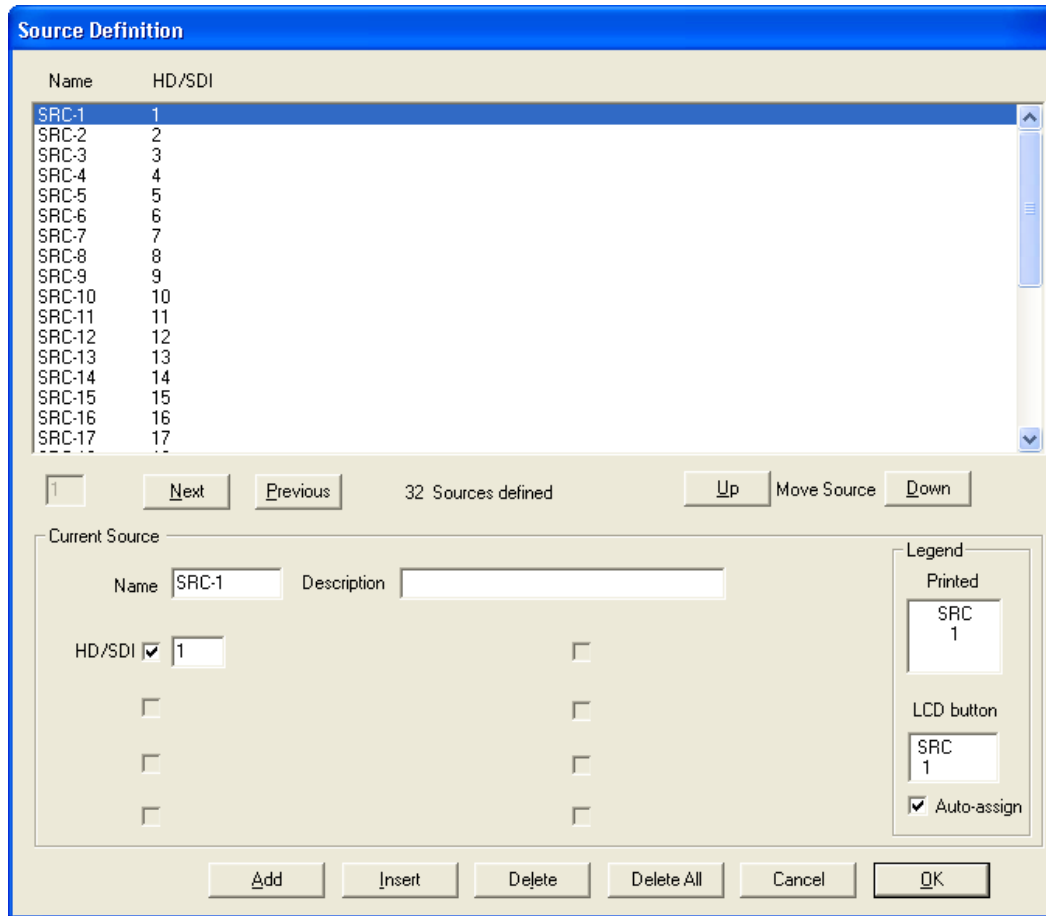 Source Definition
Name HD/SDI
SRC-1 1
SRC-2 2
SRC-3 3
SRC-4 4
SRC-5 5
SRC-6 6
SRC-7 7
SRC-8 8
SRC-9 9
SRC-10 10
SRC-11 11
SRC-12 12
SRC-13 13
SRC-14 14
SRC-15 15
SRC-16 16
SRC-17 17
1 Next Previous 32 Sources defined Up Move Source Down
Current Source
Name SRC-1 Description
HD/SDI 1
Legend
Printed
SRC
1
LCD button
SRC
1
Auto-assign
Add Insert Delete Delete All Cancel OK